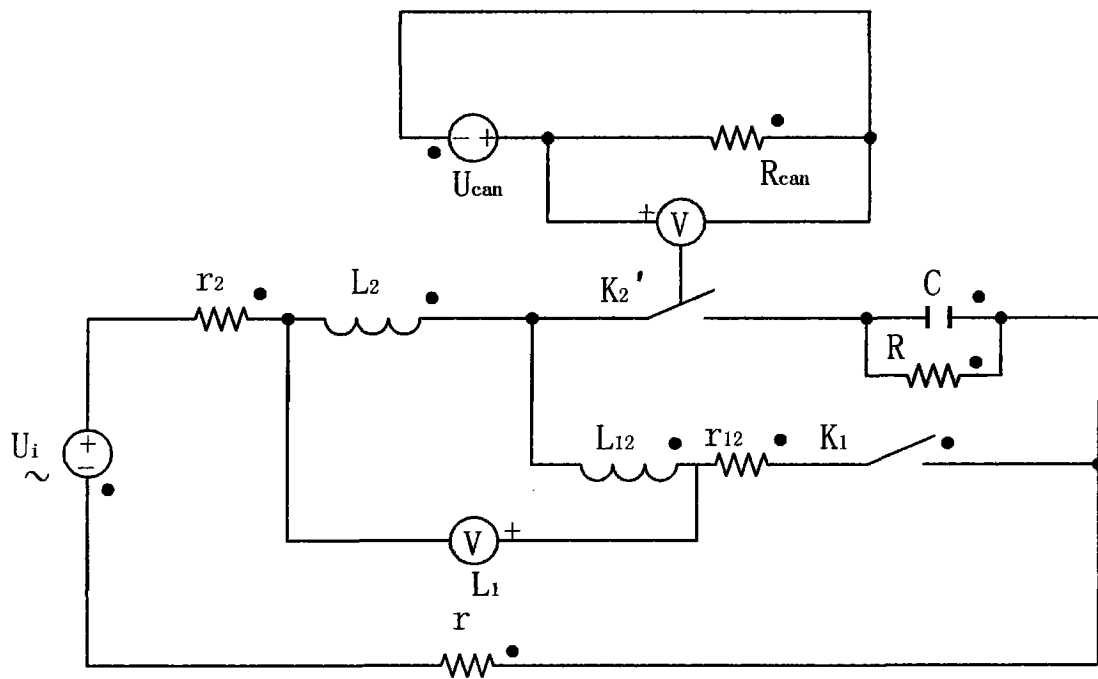 - +
Ucan
Rcan
+ V
r2
L2
K2'
C
R
Ui
~
+
-
L12
r12
K1
V +
L1
r